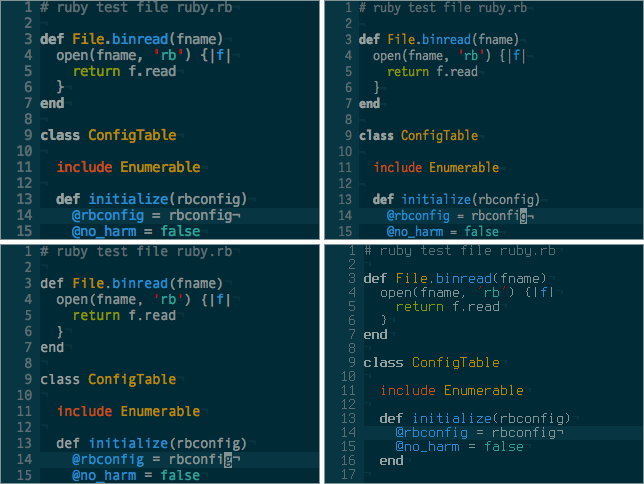 1 # ruby test file ruby.rb
2
3 def File.binread(fname)
4   open(fname, 'rb') {|f|
5     return f.read
6   }
7 end
8
9 class ConfigTable
10
11   include Enumerable
12
13   def initialize(rbconfig)
14     @rbconfig = rbconfig¬
15     @no_harm = false
1 # ruby test file ruby.rb¬
2 ¬
3 def File.binread(fname)¬
4   open(fname, 'rb') {|f|¬
5     return f.read¬
6   }¬
7 end¬
8 ¬
9 class ConfigTable¬
10 ¬
11   include Enumerable¬
12 ¬
13   def initialize(rbconfig)¬
14     @rbconfig = rbconfig¬
15     @no_harm = false¬
1 # ruby test file ruby.rb
2
3 def File.binread(fname)
4   open(fname, 'rb') {|f|
5     return f.read
6   }
7 end
8
9 class ConfigTable
10
11   include Enumerable
12
13   def initialize(rbconfig)
14     @rbconfig = rbconfig¬
15     @no_harm = false
1 # ruby test file ruby.rb¬
2 ¬
3 def File.binread(fname)¬
4   open(fname, 'rb') {|f|¬
5     return f.read¬
6   }¬
7 end¬
8 ¬
9 class ConfigTable¬
10 ¬
11   include Enumerable¬
12 ¬
13   def initialize(rbconfig)¬
14     @rbconfig = rbconfig¬
15     @no_harm = false¬
16   end¬
17 ¬